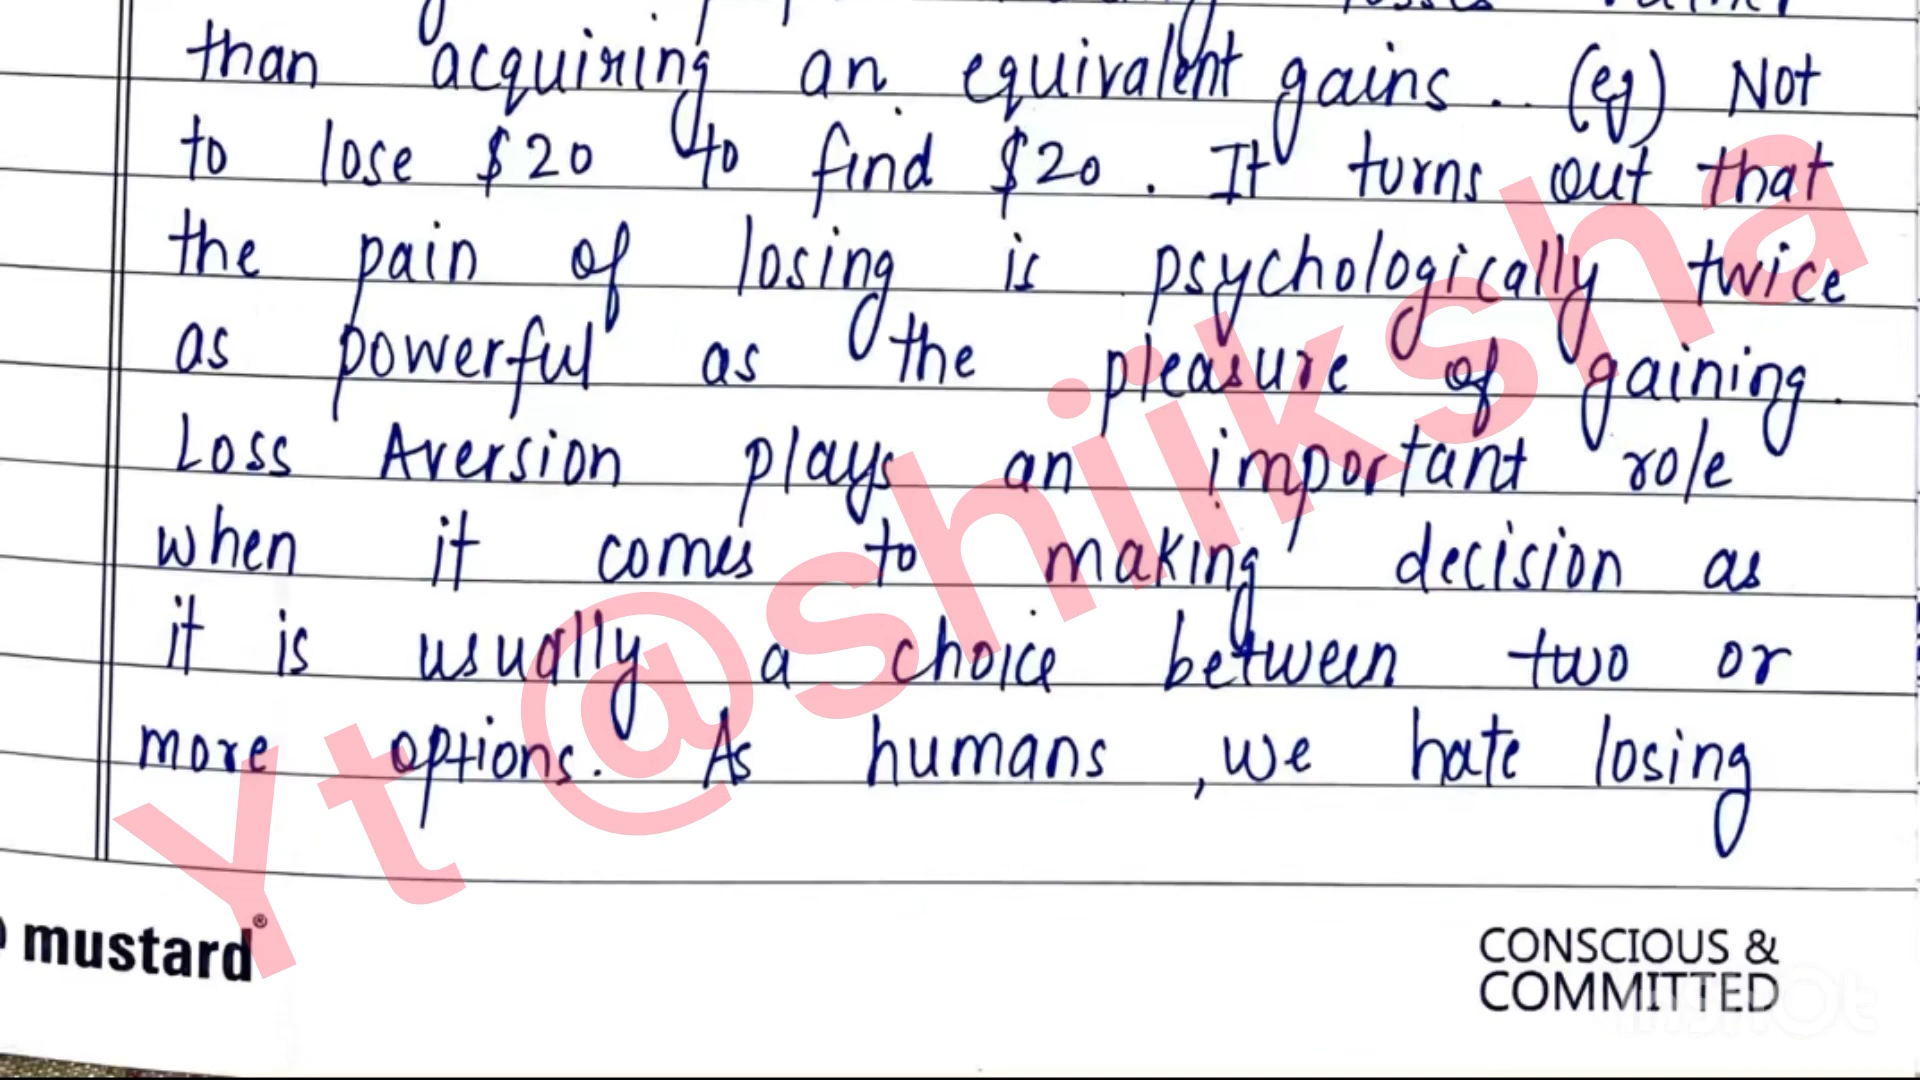 than acquiring an equivalent gains .. (eg) Not
to lose $20 to find $20 . It turns out that
the pain of losing is psychologically twice
as powerful as the pleasure of gaining.
Loss Aversion plays an important role
when it comes to making decision as
it is usually a choice between two or
more options. As humans , we hate losing
Yt @shiiksha
mustard®
CONSCIOUS &
COMMITTED